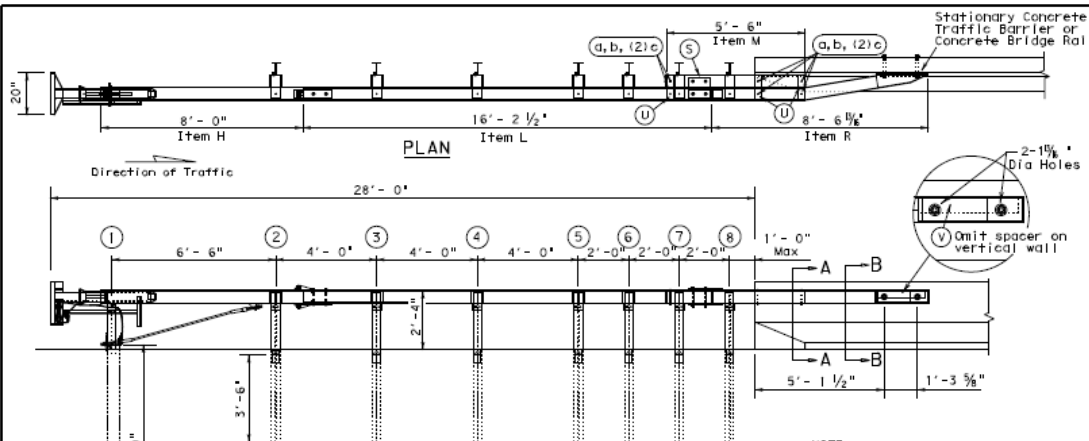 5'- 6"
Item M
Stationary Concrete
Traffic Barrier or
Concrete Bridge Rai
a,b, (2)c
S
a,b, (2)c
20"
U
U
8'- 0"
Item H
16'- 2 1/2"
Item L
8'- 6 11/16"
Item R
PLAN
Direction of Traffic
2-1 11/16 "
Dia Holes
28'- 0"
V Omit spacer on
vertical wall
1
6'- 6"
2
4'- 0"
3
4'- 0"
4
4'- 0"
5
2'- 0"
6
2'- 0"
7
2'- 0"
8
1'- 0"
Max
A
B
2'- 4"
A
B
5'- 1 1/2"
1'-3 5/8"
3'-6"